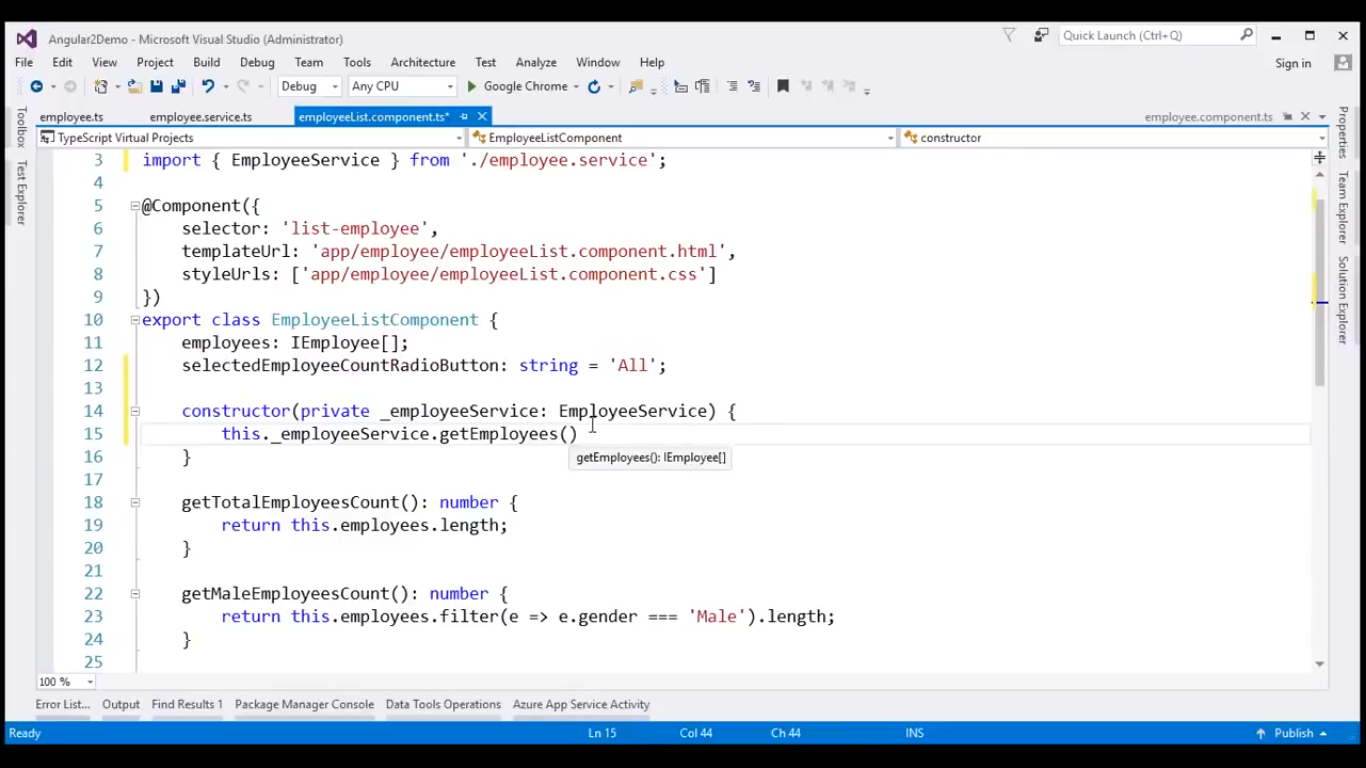 Angular2Demo - Microsoft Visual Studio (Administrator)
Quick Launch (Ctrl+Q)
File Edit View Project Build Debug Team Tools Architecture Test Analyze Window Help
Sign in
Debug Any CPU Google Chrome
employee.ts employee.service.ts employeeList.component.ts* employee.component.ts
TypeScript Virtual Projects EmployeeListComponent constructor
Toolbox
Test Explorer
Properties
Team Explorer
Solution Explorer
3 import { EmployeeService } from './employee.service';
4
5 @Component({
6 selector: 'list-employee',
7 templateUrl: 'app/employee/employeeList.component.html',
8 styleUrls: ['app/employee/employeeList.component.css']
9 })
10 export class EmployeeListComponent {
11 employees: IEmployee[];
12 selectedEmployeeCountRadioButton: string = 'All';
13
14 constructor(private _employeeService: EmployeeService) {
15 this._employeeService.getEmployees()
16 }
getEmployees(): IEmployee[]
17
18 getTotalEmployeesCount(): number {
19 return this.employees.length;
20 }
21
22 getMaleEmployeesCount(): number {
23 return this.employees.filter(e => e.gender === 'Male').length;
24 }
25
100 %
Error List... Output Find Results 1 Package Manager Console Data Tools Operations Azure App Service Activity
Ready Ln 15 Col 44 Ch 44 INS Publish